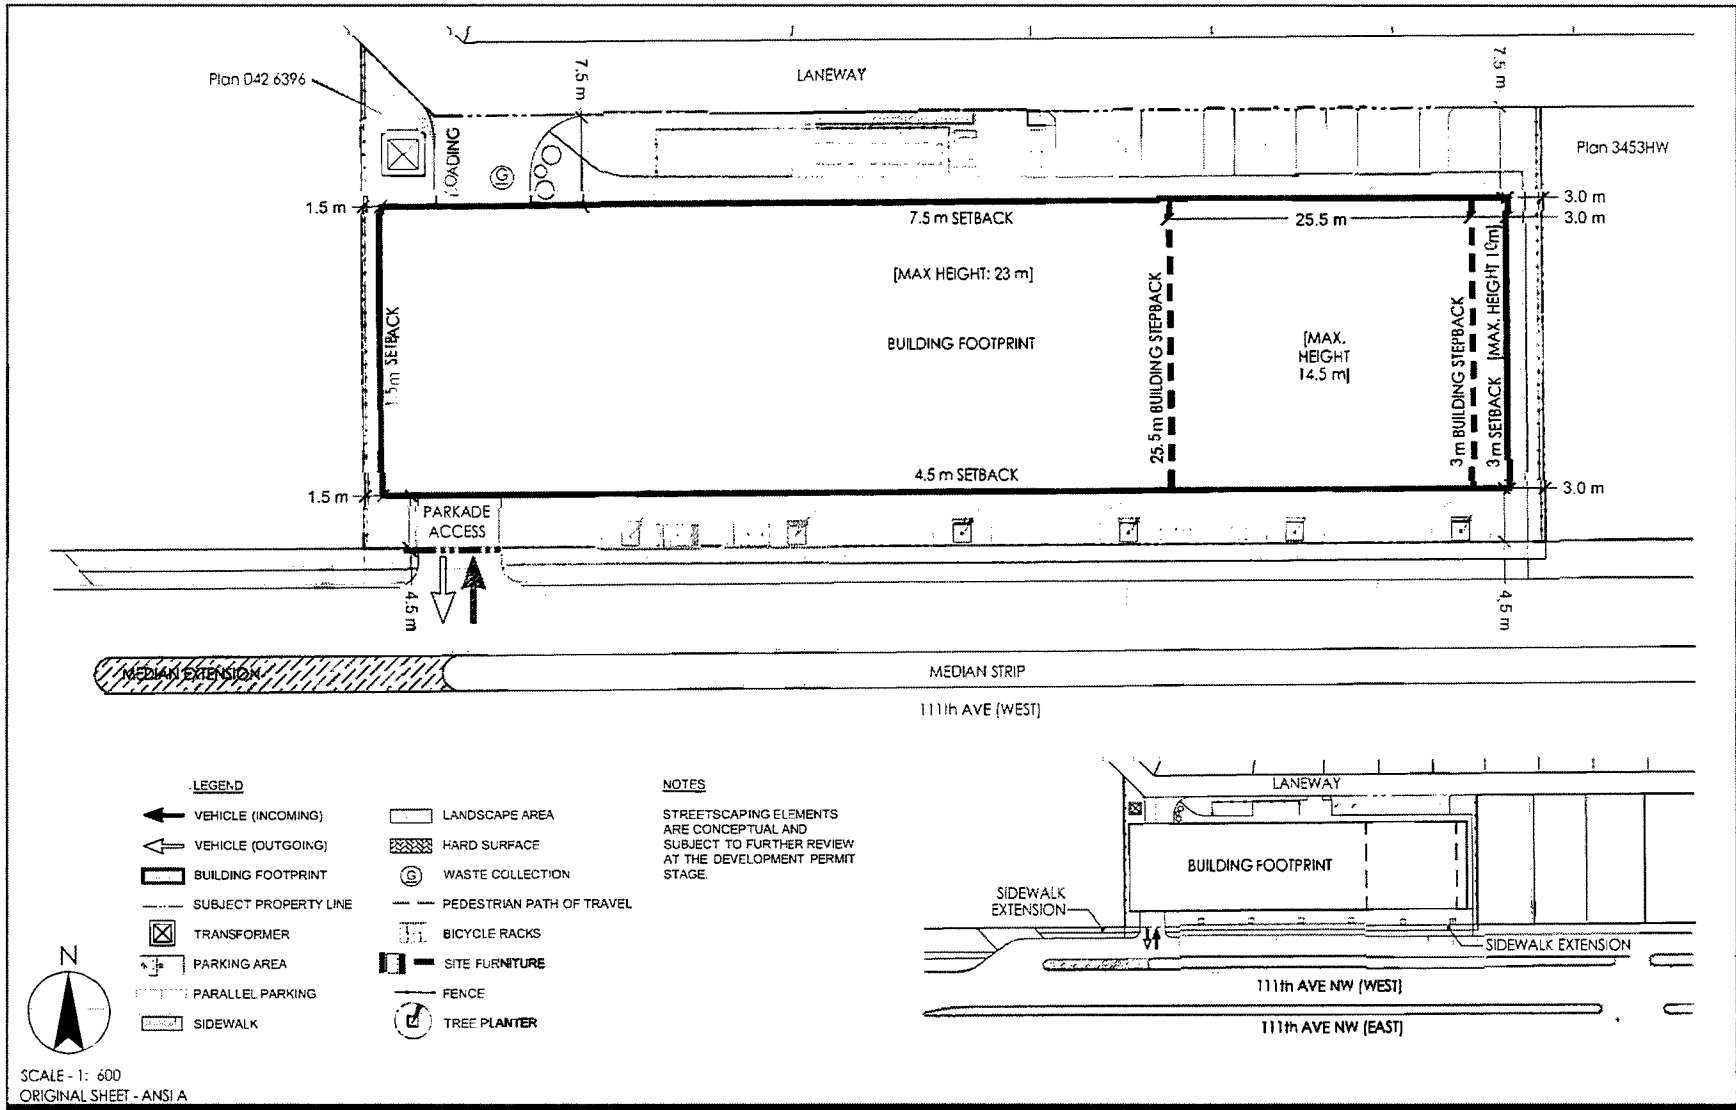 Plan 042 6396
LANEWAY
7.5 m
7.5 m
LOADING
G
Plan 3453HW
1.5 m
7.5 m SETBACK
25.5 m
3.0 m
3.0 m
[MAX HEIGHT: 23 m]
BUILDING FOOTPRINT
1.5m SETBACK
25.5 m BUILDING STEPBACK
[MAX.
HEIGHT
14.5 m]
3 m BUILDING STEPBACK
3 m SETBACK [MAX. HEIGHT 10m]
4.5 m SETBACK
1.5 m
3.0 m
PARKADE
ACCESS
4.5 m
4.5 m
MEDIAN EXTENSION
MEDIAN STRIP
111th AVE (WEST)
LEGEND
VEHICLE (INCOMING)
VEHICLE (OUTGOING)
BUILDING FOOTPRINT
SUBJECT PROPERTY LINE
TRANSFORMER
PARKING AREA
PARALLEL PARKING
SIDEWALK
LANDSCAPE AREA
HARD SURFACE
G WASTE COLLECTION
PEDESTRIAN PATH OF TRAVEL
BICYCLE RACKS
SITE FURNITURE
FENCE
TREE PLANTER
NOTES
STREETSCAPING ELEMENTS
ARE CONCEPTUAL AND
SUBJECT TO FURTHER REVIEW
AT THE DEVELOPMENT PERMIT
STAGE.
LANEWAY
BUILDING FOOTPRINT
SIDEWALK
EXTENSION
SIDEWALK EXTENSION
111th AVE NW (WEST)
111th AVE NW (EAST)
N
SCALE - 1: 600
ORIGINAL SHEET - ANSI A